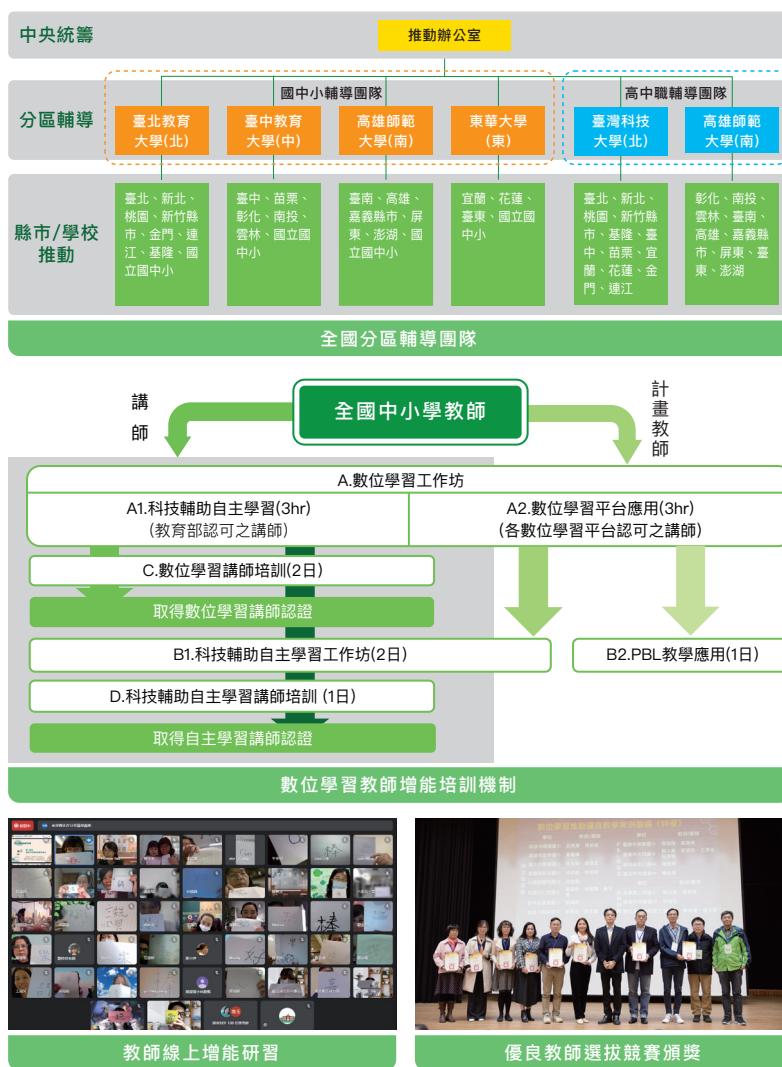 中央統籌
推動辦公室
國中小輔導團隊
高中職輔導團隊
分區輔導
臺北教育
大學(北)
臺中教育
大學(中)
高雄師範
大學(南)
東華大學
(東)
臺灣科技
大學(北)
高雄師範
大學(南)
縣市/學校
推動
臺北、新北、
桃園、新竹縣
市、金門、連
江、基隆、國
立國中小
臺中、苗栗、
彰化、南投、
雲林、國立國
中小
臺南、高雄、
嘉義縣市、屏
東、澎湖、國
立國中小
宜蘭、花蓮、
臺東、國立國
中小
臺北、新北、
桃園、新竹縣
市、基隆、臺
中、苗栗、宜
蘭、花蓮、金
門、連江
彰化、南投、
雲林、臺南、
高雄、嘉義縣
市、屏東、臺
東、澎湖
全國分區輔導團隊
講師
全國中小學教師
計畫教師
A.數位學習工作坊
A1.科技輔助自主學習(3hr)
(教育部認可之講師)
A2.數位學習平台應用(3hr)
(各數位學習平台認可之講師)
C.數位學習講師培訓(2日)
取得數位學習講師認證
B1.科技輔助自主學習工作坊(2日)
B2.PBL教學應用(1日)
D.科技輔助自主學習講師培訓 (1日)
取得自主學習講師認證
數位學習教師增能培訓機制
教師線上增能研習
優良教師選拔競賽頒獎